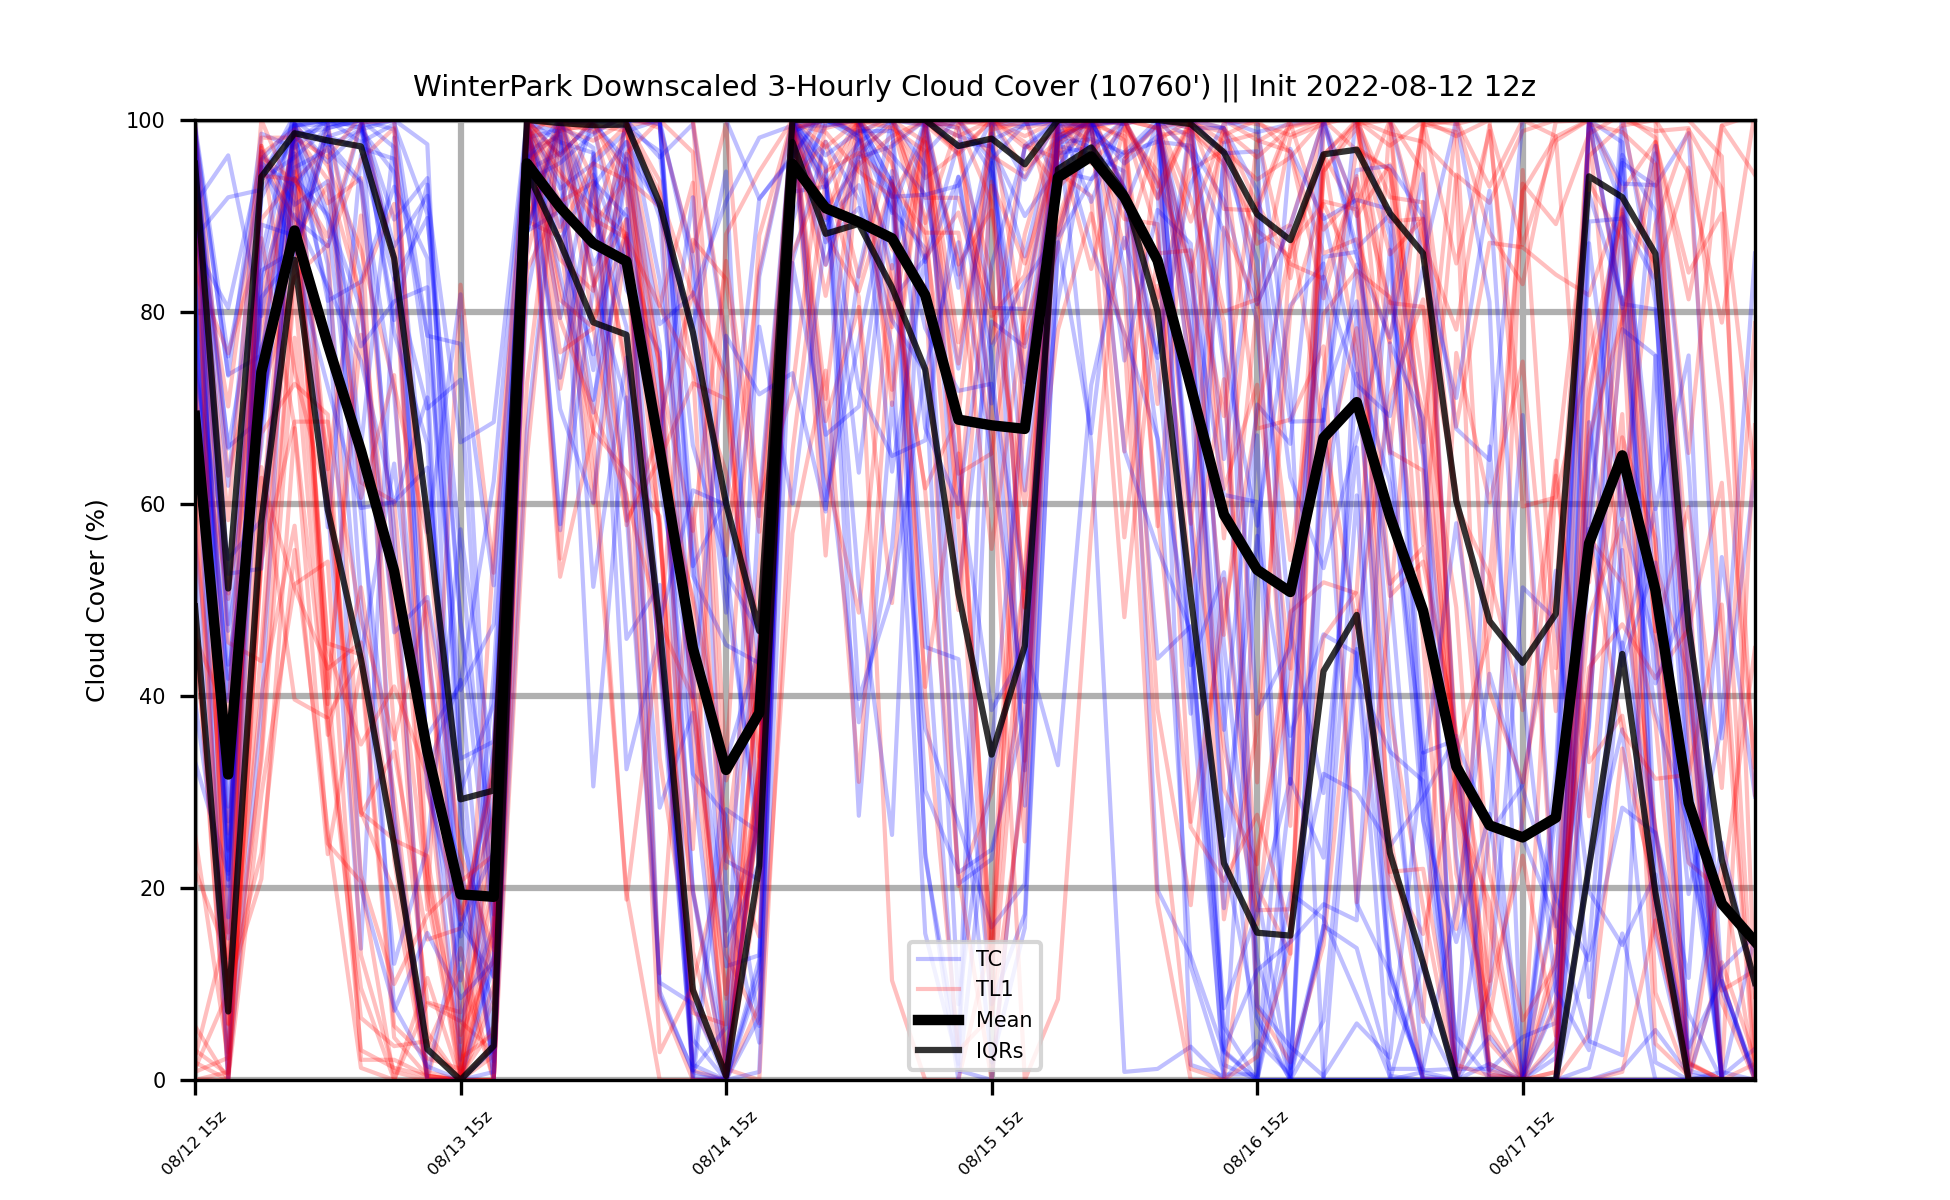 WinterPark Downscaled 3-Hourly Cloud Cover (10760') || Init 2022-08-12 12z
Cloud Cover (%)
100
80
60
40
20
0
TC
TL1
Mean
IQRs
08/12 15z
08/13 15z
08/14 15z
08/15 15z
08/16 15z
08/17 15z